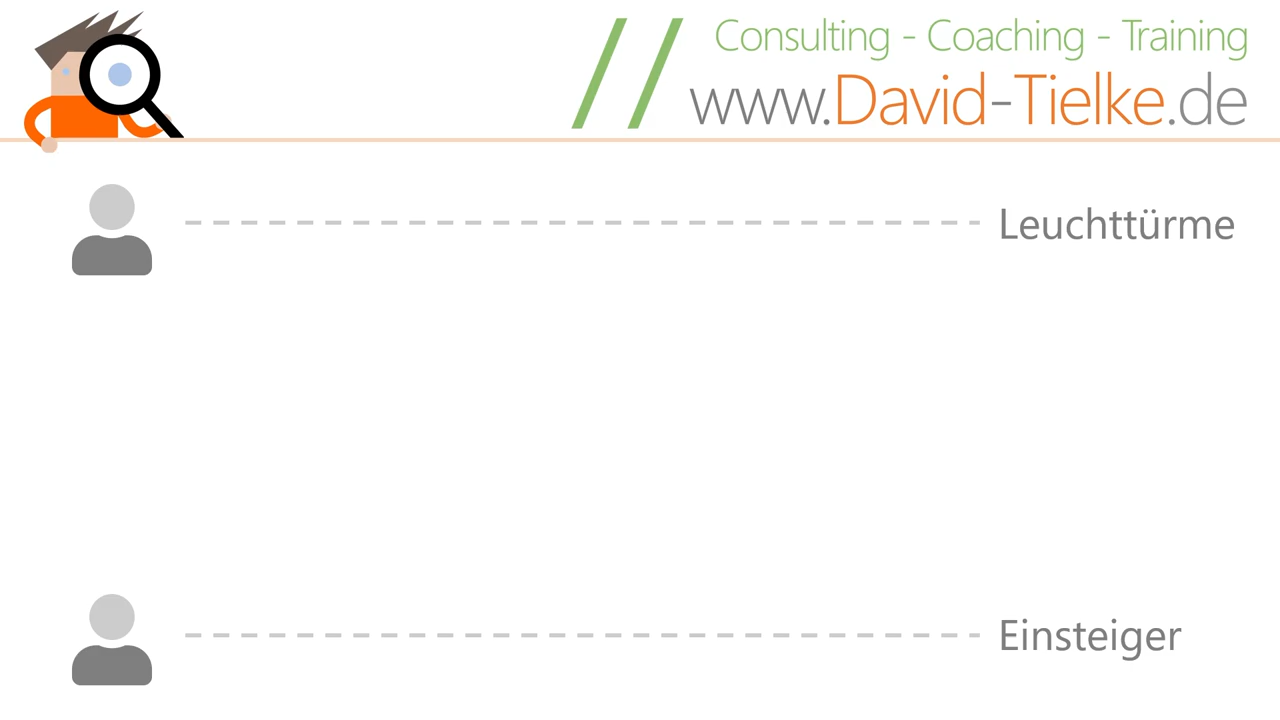 Consulting - Coaching - Training
// www.David-Tielke.de
Leuchttürme
Einsteiger